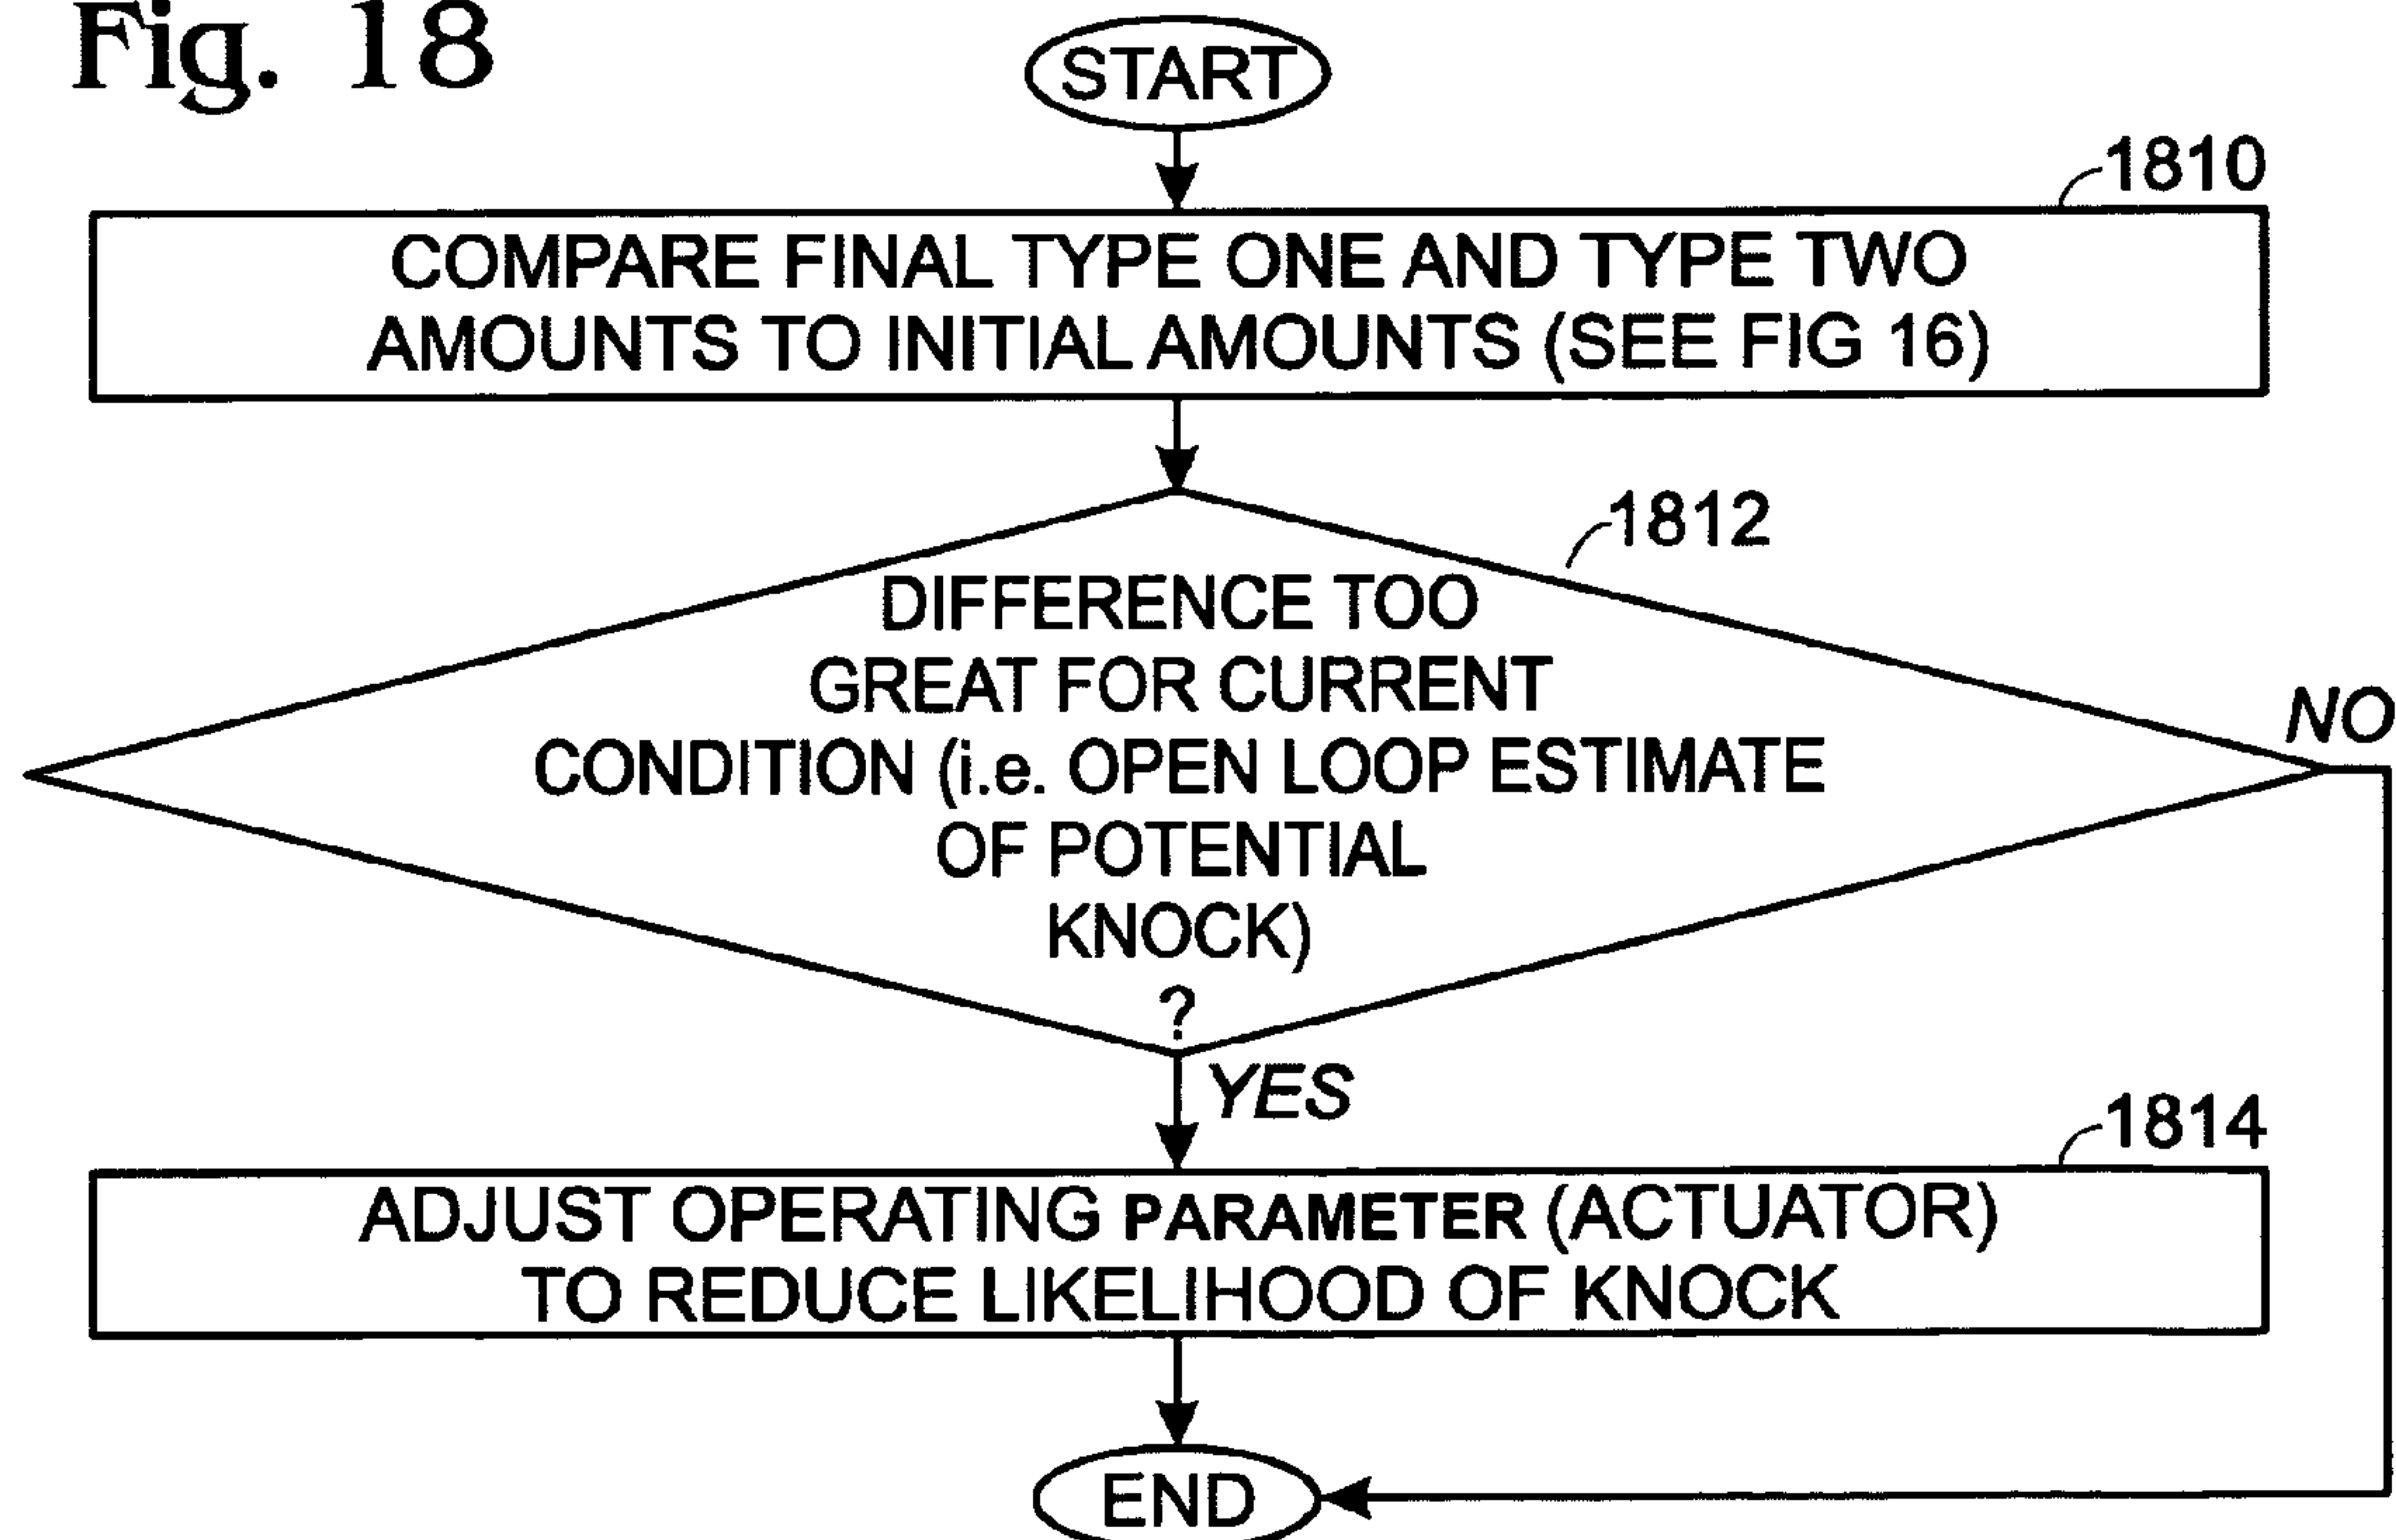 Fig. 18
START
1810
COMPARE FINAL TYPE ONE AND TYPE TWO
AMOUNTS TO INITIAL AMOUNTS (SEE FIG 16)
1812
DIFFERENCE TOO
GREAT FOR CURRENT
CONDITION (i.e. OPEN LOOP ESTIMATE
OF POTENTIAL
KNOCK)
?
NO
YES
1814
ADJUST OPERATING PARAMETER (ACTUATOR)
TO REDUCE LIKELIHOOD OF KNOCK
END